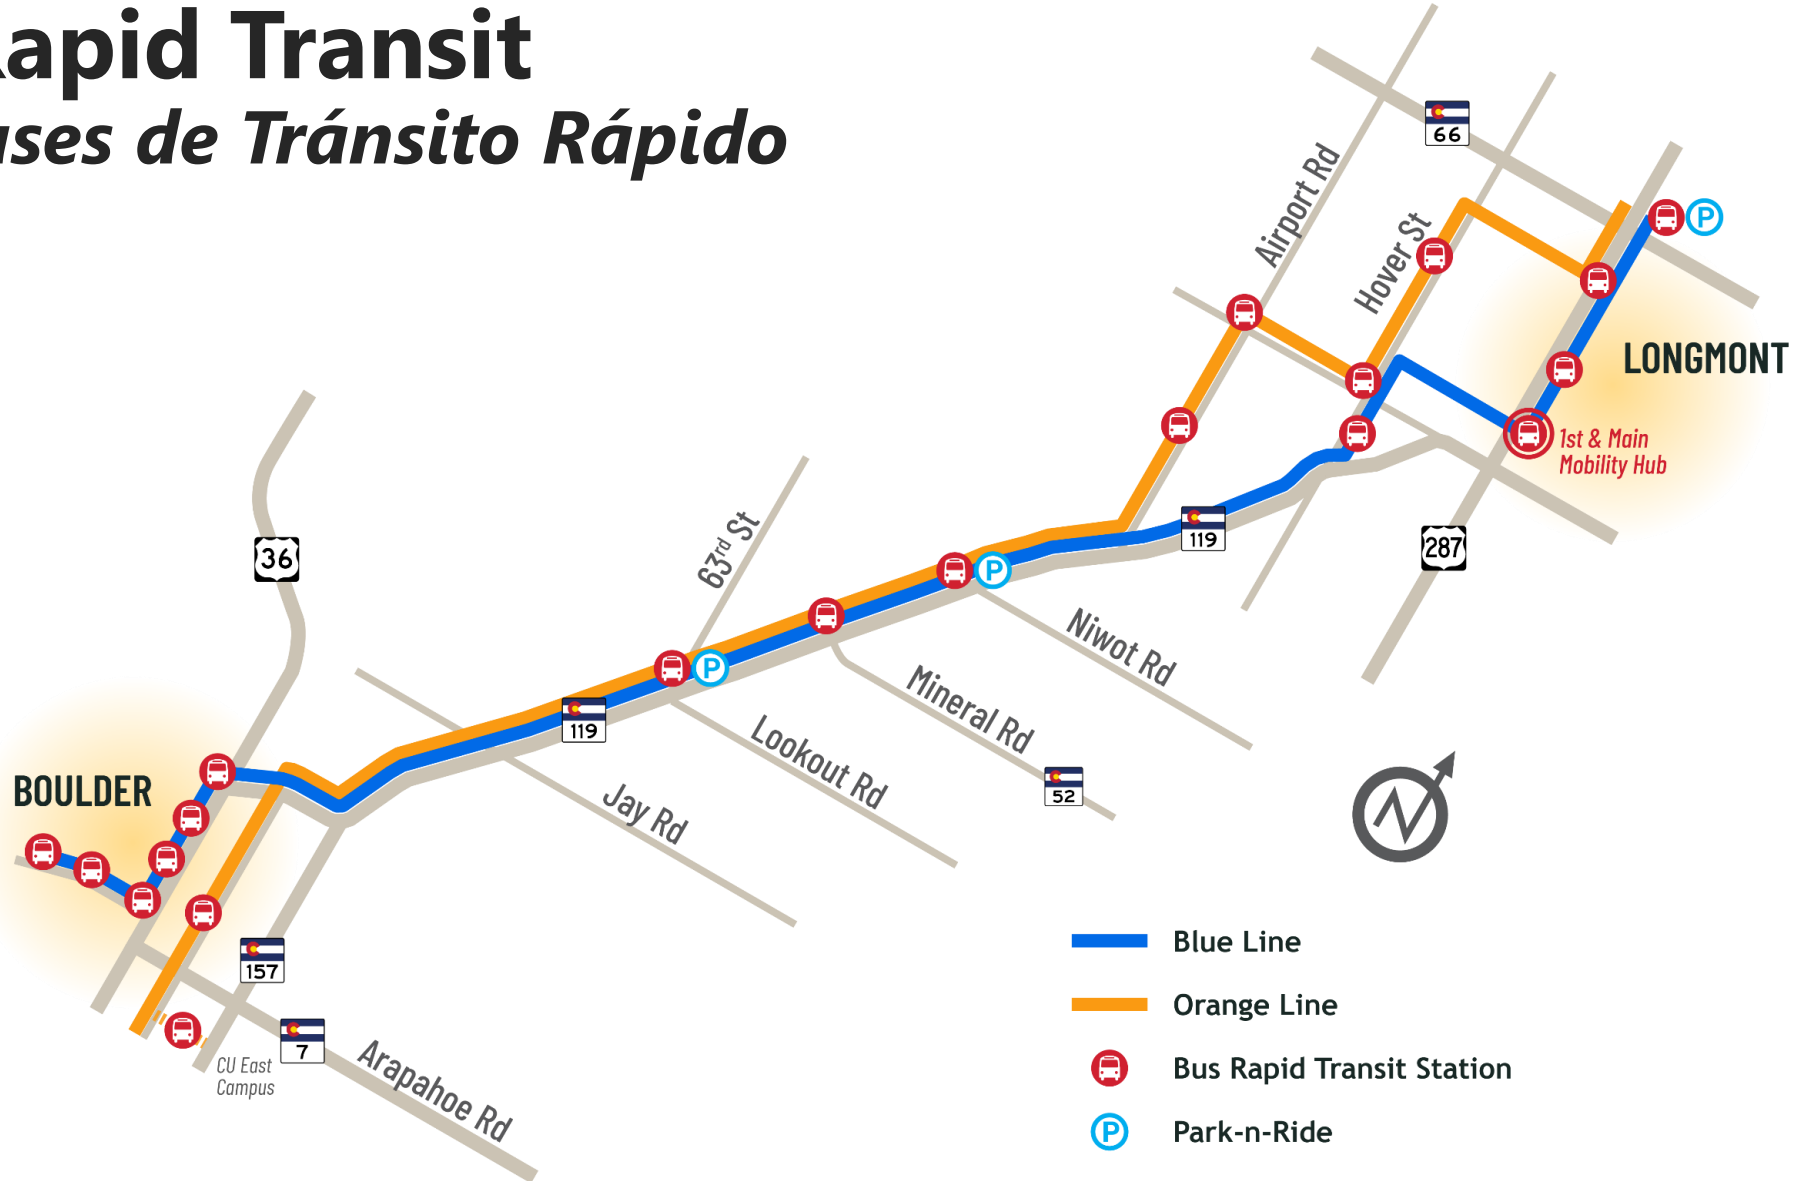 Rapid Transit
uses de Tránsito Rápido
66
Airport Rd
Hover St
P
LONGMONT
1st & Main
Mobility Hub
36
63rd St
119
287
P
Niwot Rd
P
Mineral Rd
119
Lookout Rd
52
BOULDER
Jay Rd
157
7
CU East
Campus
Arapahoe Rd
N
Blue Line
Orange Line
Bus Rapid Transit Station
P
Park-n-Ride